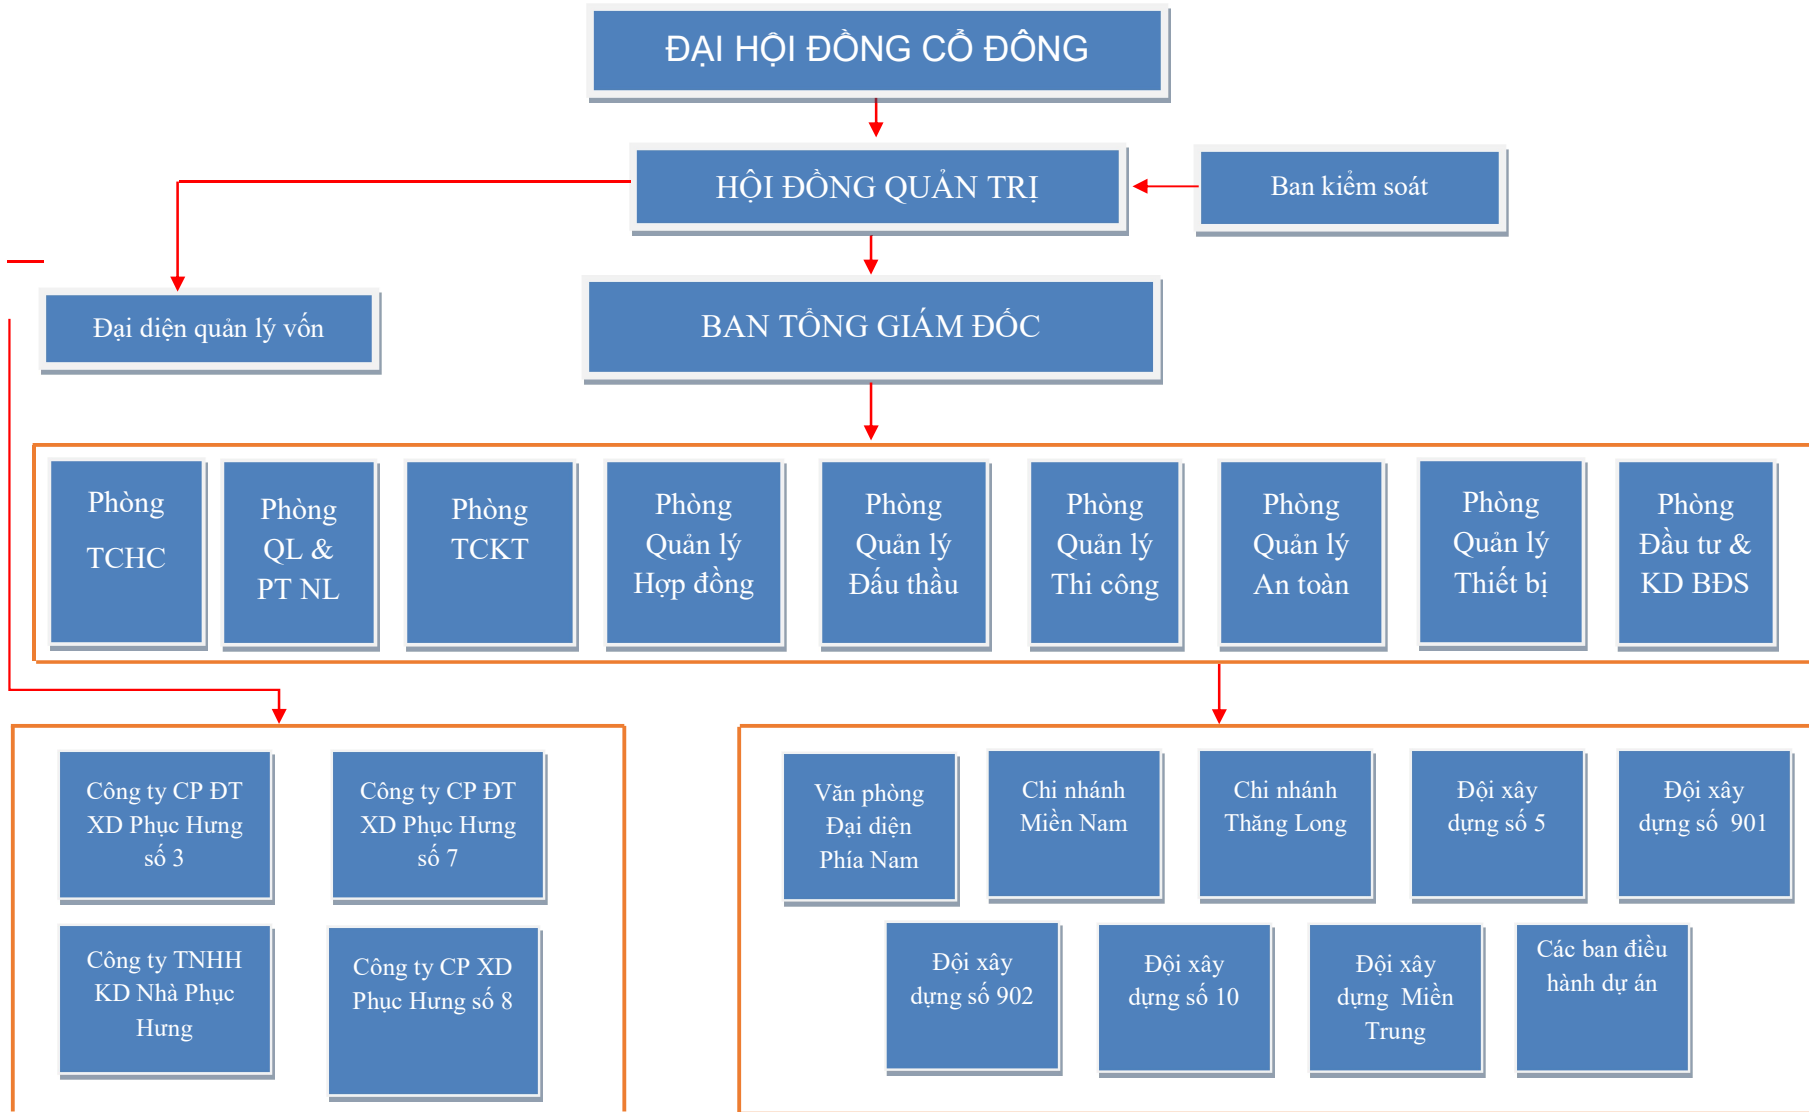 ĐẠI HỘI ĐỒNG CỔ ĐÔNG
HỘI ĐỒNG QUẢN TRỊ
Ban kiểm soát
Đại diện quản lý vốn
BAN TỔNG GIÁM ĐỐC
Phòng
TCHC
Phòng
QL &
PT NL
Phòng
TCKT
Phòng
Quản lý
Hợp đồng
Phòng
Quản lý
Đấu thầu
Phòng
Quản lý
Thi công
Phòng
Quản lý
An toàn
Phòng
Quản lý
Thiết bị
Phòng
Đầu tư &
KD BĐS
Công ty CP ĐT
XD Phục Hưng
số 3
Công ty CP ĐT
XD Phục Hưng
số 7
Công ty TNHH
KD Nhà Phục
Hưng
Công ty CP XD
Phục Hưng số 8
Văn phòng
Đại diện
Phía Nam
Chi nhánh
Miền Nam
Chi nhánh
Thăng Long
Đội xây
dựng số 5
Đội xây
dựng số 901
Đội xây
dựng số 902
Đội xây
dựng số 10
Đội xây
dựng Miền
Trung
Các ban điều
hành dự án